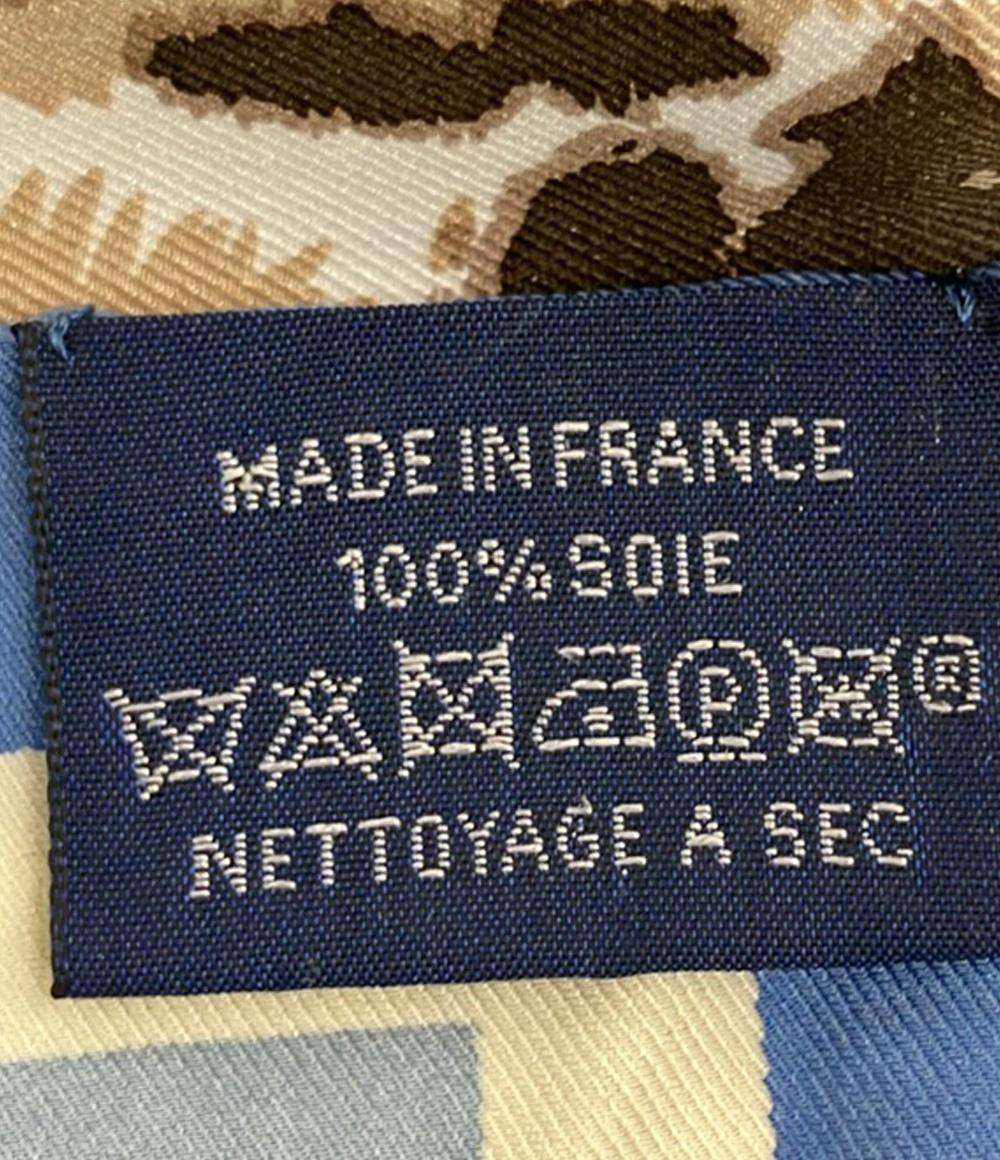 MADE IN FRANCE
100% SOIE
P ®
NETTOYAGE A SEC